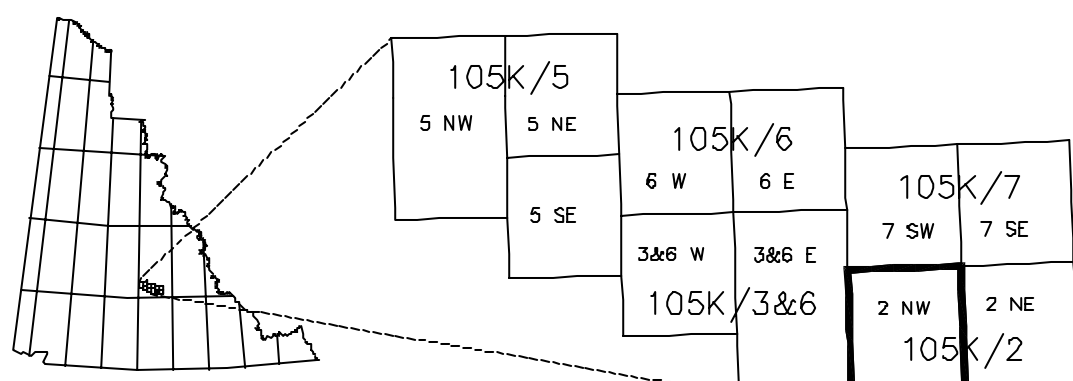 105K/5
5 NW 5 NE
105K/6
6 W 6 E
105K/7
5 SE
7 SW 7 SE
3&6 W 3&6 E
105K/3&6
2 NW 2 NE
105K/2